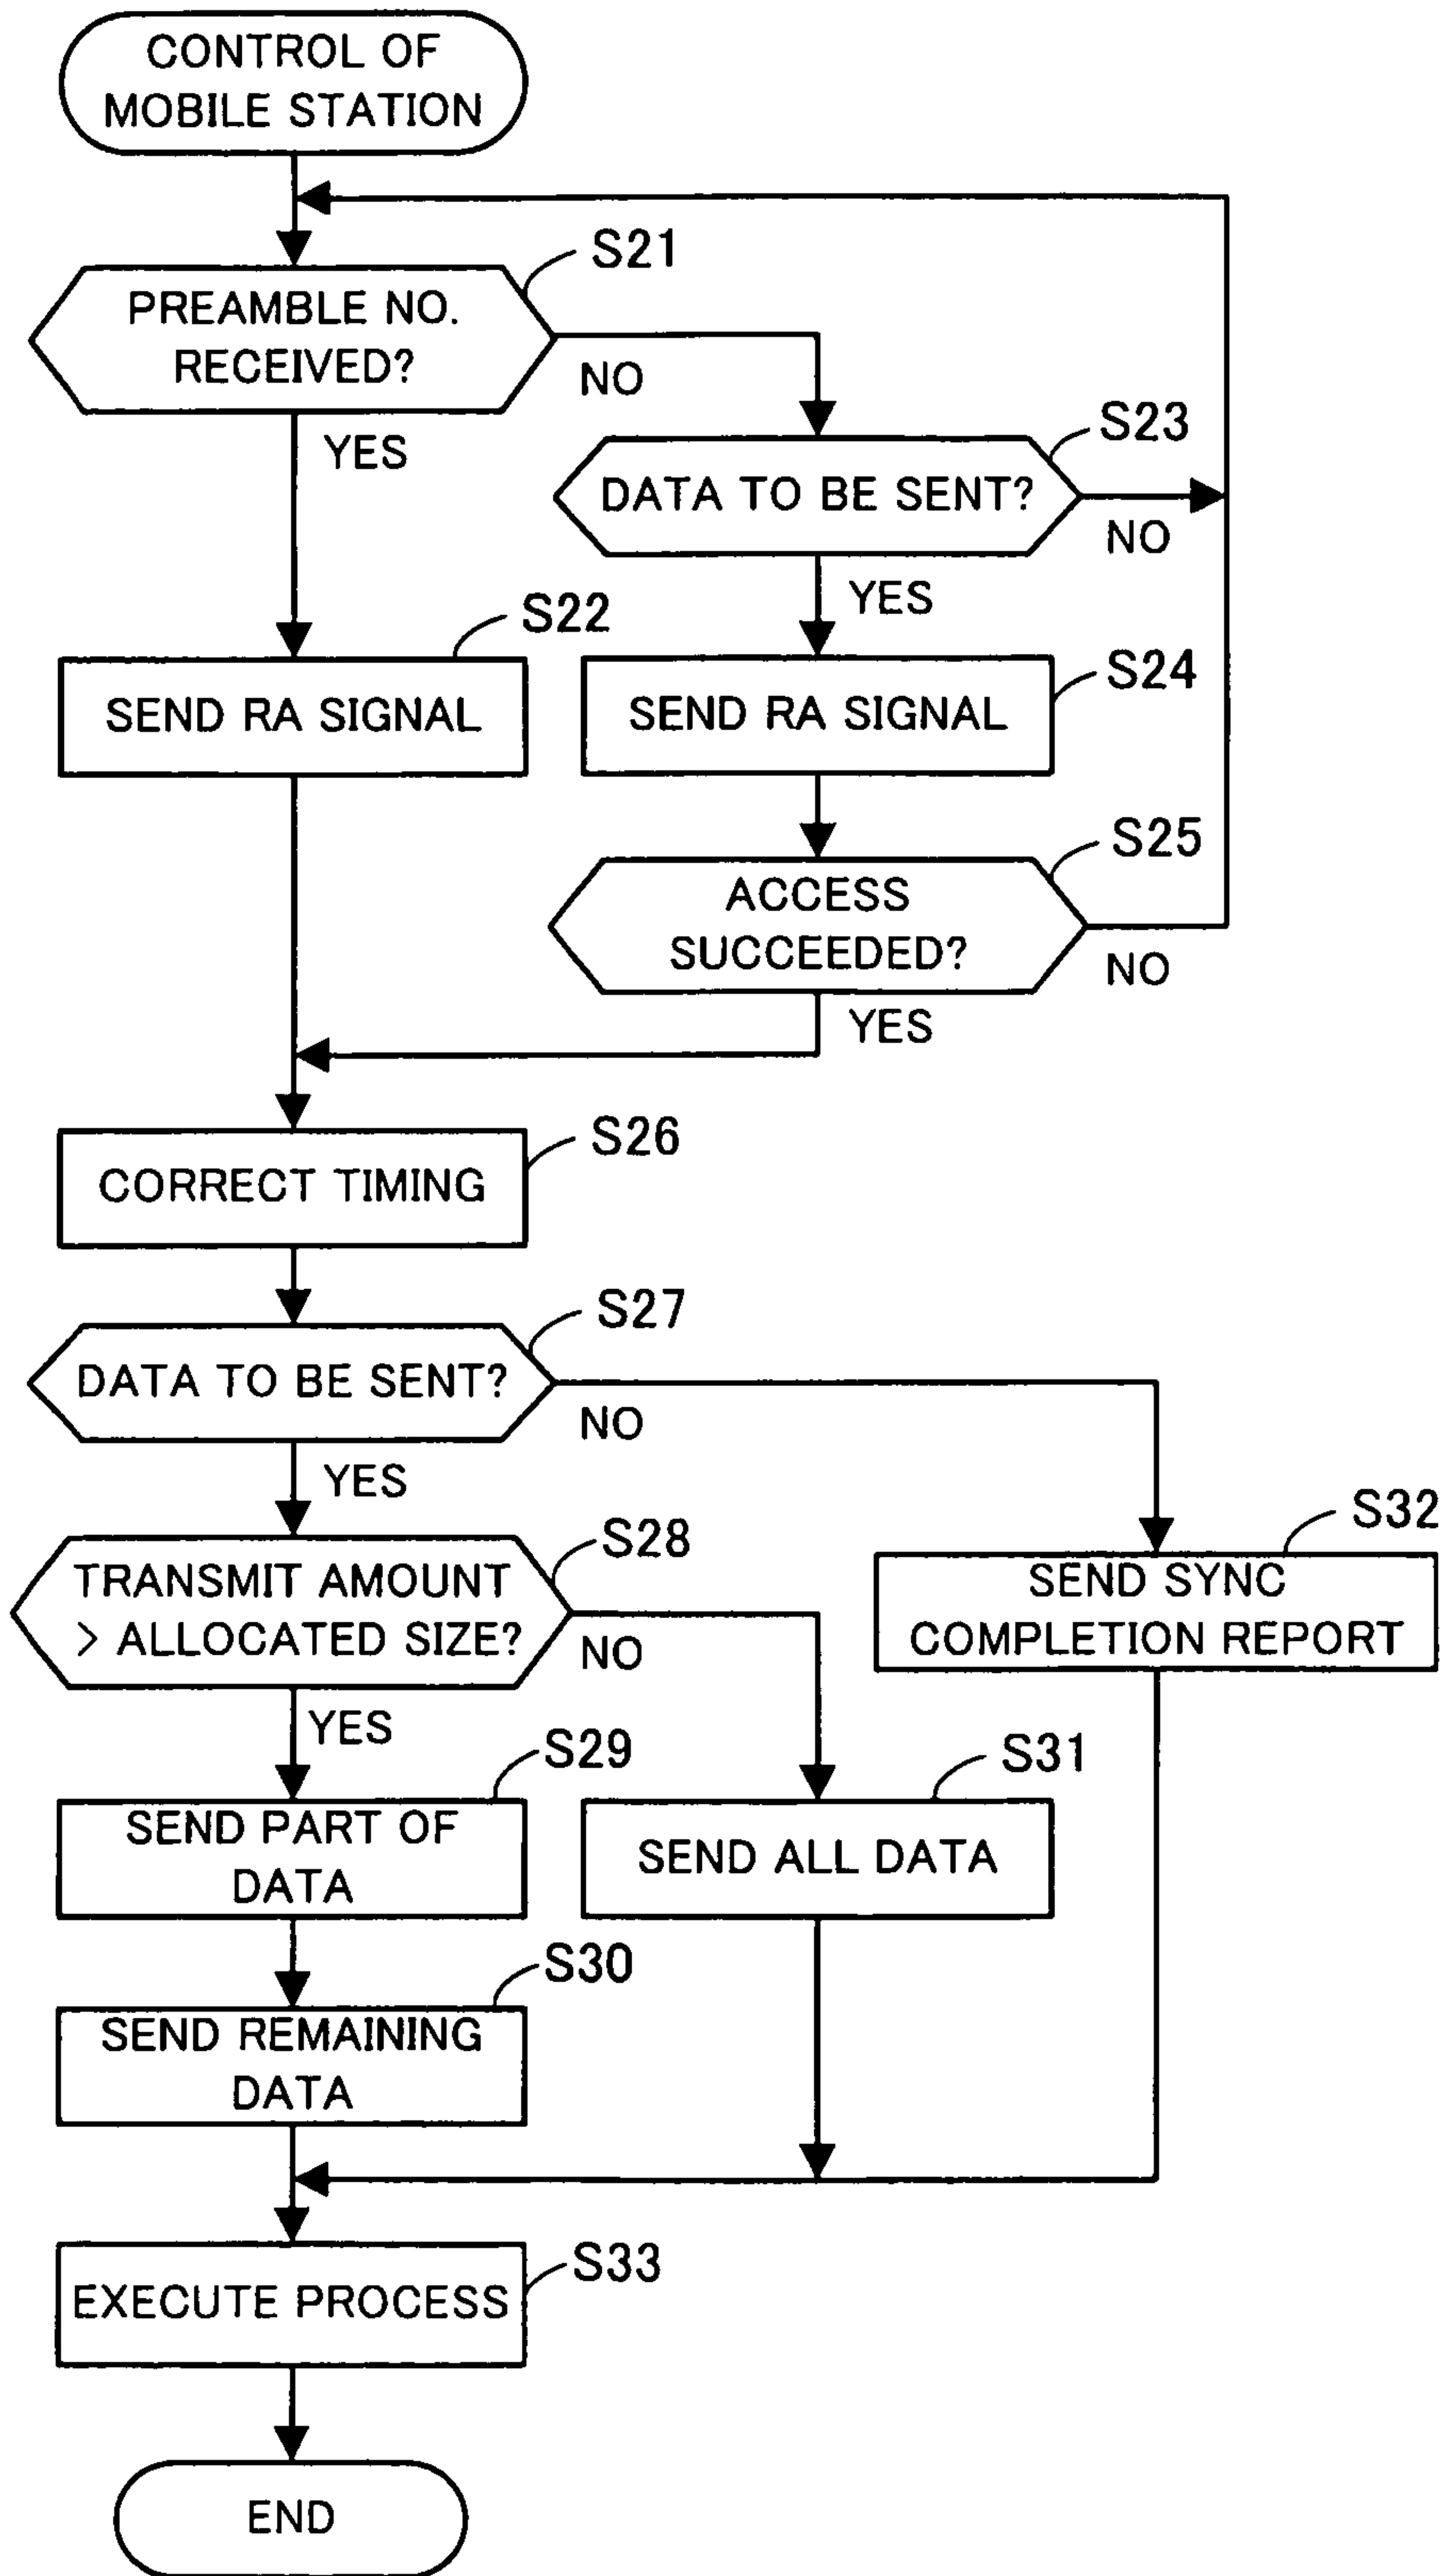 CONTROL OF
MOBILE STATION
S21
PREAMBLE NO.
RECEIVED?
NO
YES
S23
DATA TO BE SENT?
NO
YES
S22
SEND RA SIGNAL
S24
SEND RA SIGNAL
S25
ACCESS
SUCCEEDED?
NO
YES
S26
CORRECT TIMING
S27
DATA TO BE SENT?
NO
YES
S28
TRANSMIT AMOUNT
> ALLOCATED SIZE?
NO
YES
S32
SEND SYNC
COMPLETION REPORT
S29
SEND PART OF
DATA
S31
SEND ALL DATA
S30
SEND REMAINING
DATA
S33
EXECUTE PROCESS
END